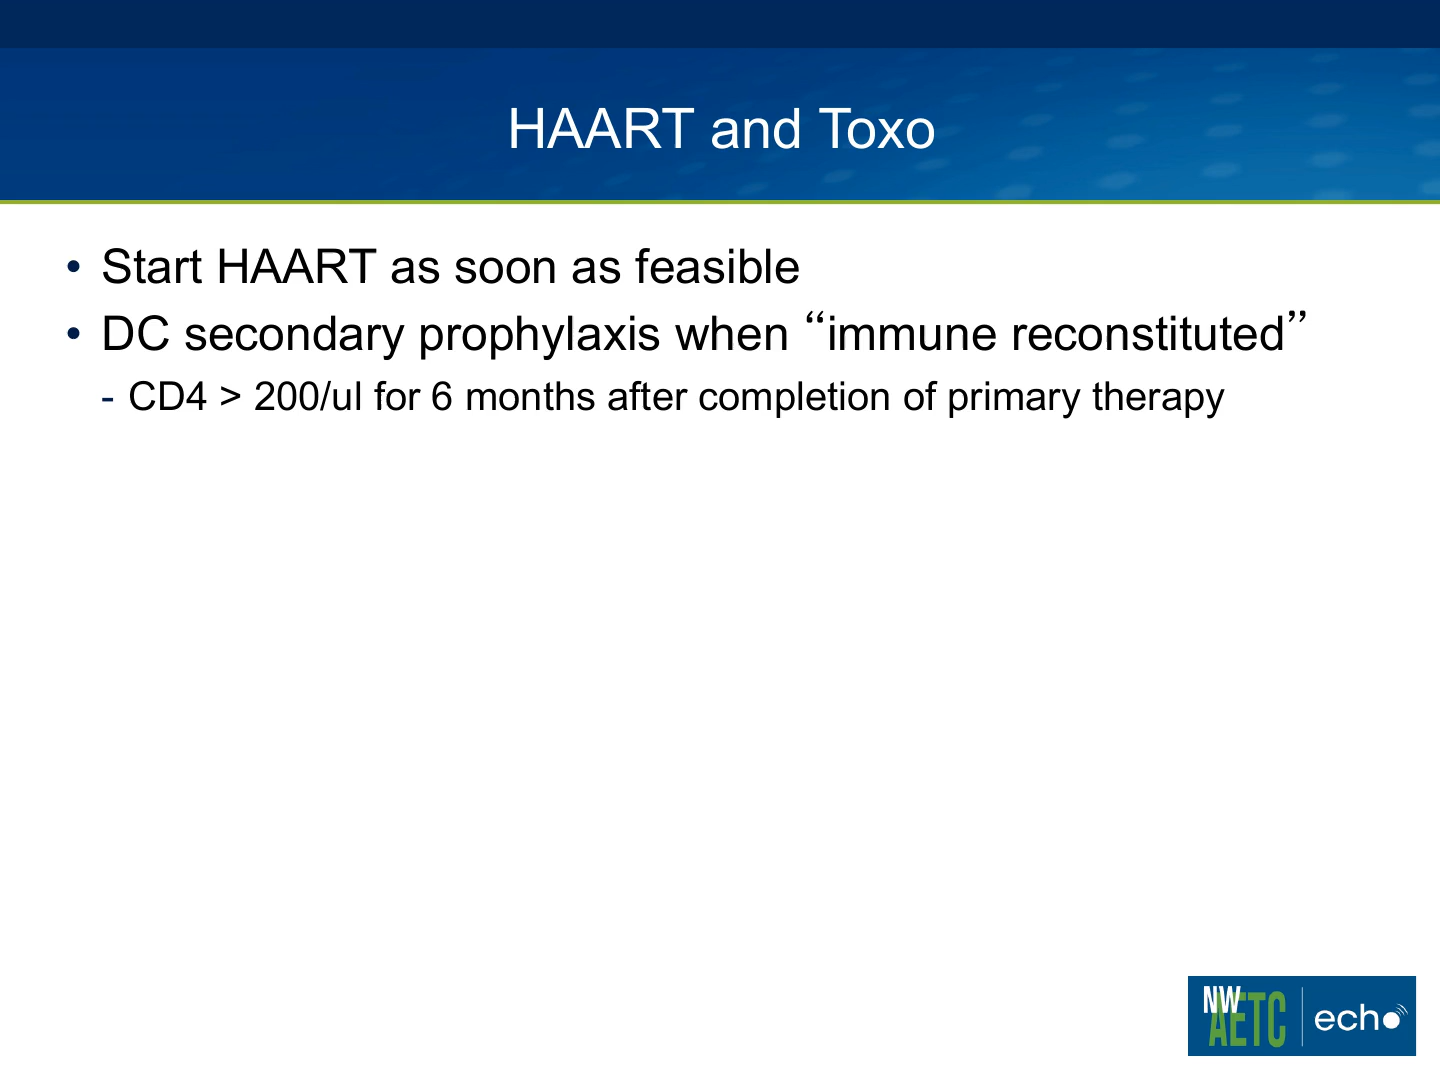 HAART and Toxo
• Start HAART as soon as feasible
• DC secondary prophylaxis when “immune reconstituted”
- CD4 > 200/ul for 6 months after completion of primary therapy
NW
AETC
echo